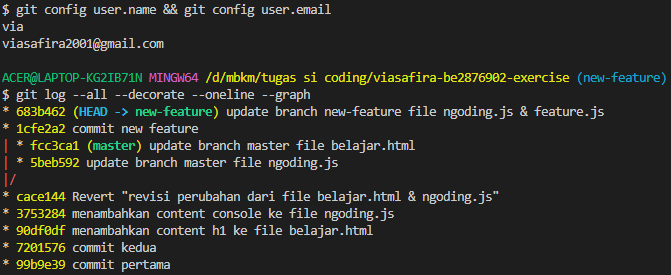 $ git config user.name && git config user.email
via
viasafira2001@gmail.com
ACER@LAPTOP-KG2IB71N MINGW64 /d/mbkm/tugas si coding/viasafira-be2876902-exercise (new-feature)
$ git log --all --decorate --oneline --graph
* 683b462 (HEAD -> new-feature) update branch new-feature file ngoding.js & feature.js
* 1cfe2a2 commit new feature
| * fcc3ca1 (master) update branch master file belajar.html
| * 5beb592 update branch master file ngoding.js
|/
* cace144 Revert "revisi perubahan dari file belajar.html & ngoding.js"
* 3753284 menambahkan content console ke file ngoding.js
* 90df0df menambahkan content h1 ke file belajar.html
* 7201576 commit kedua
* 99b9e39 commit pertama